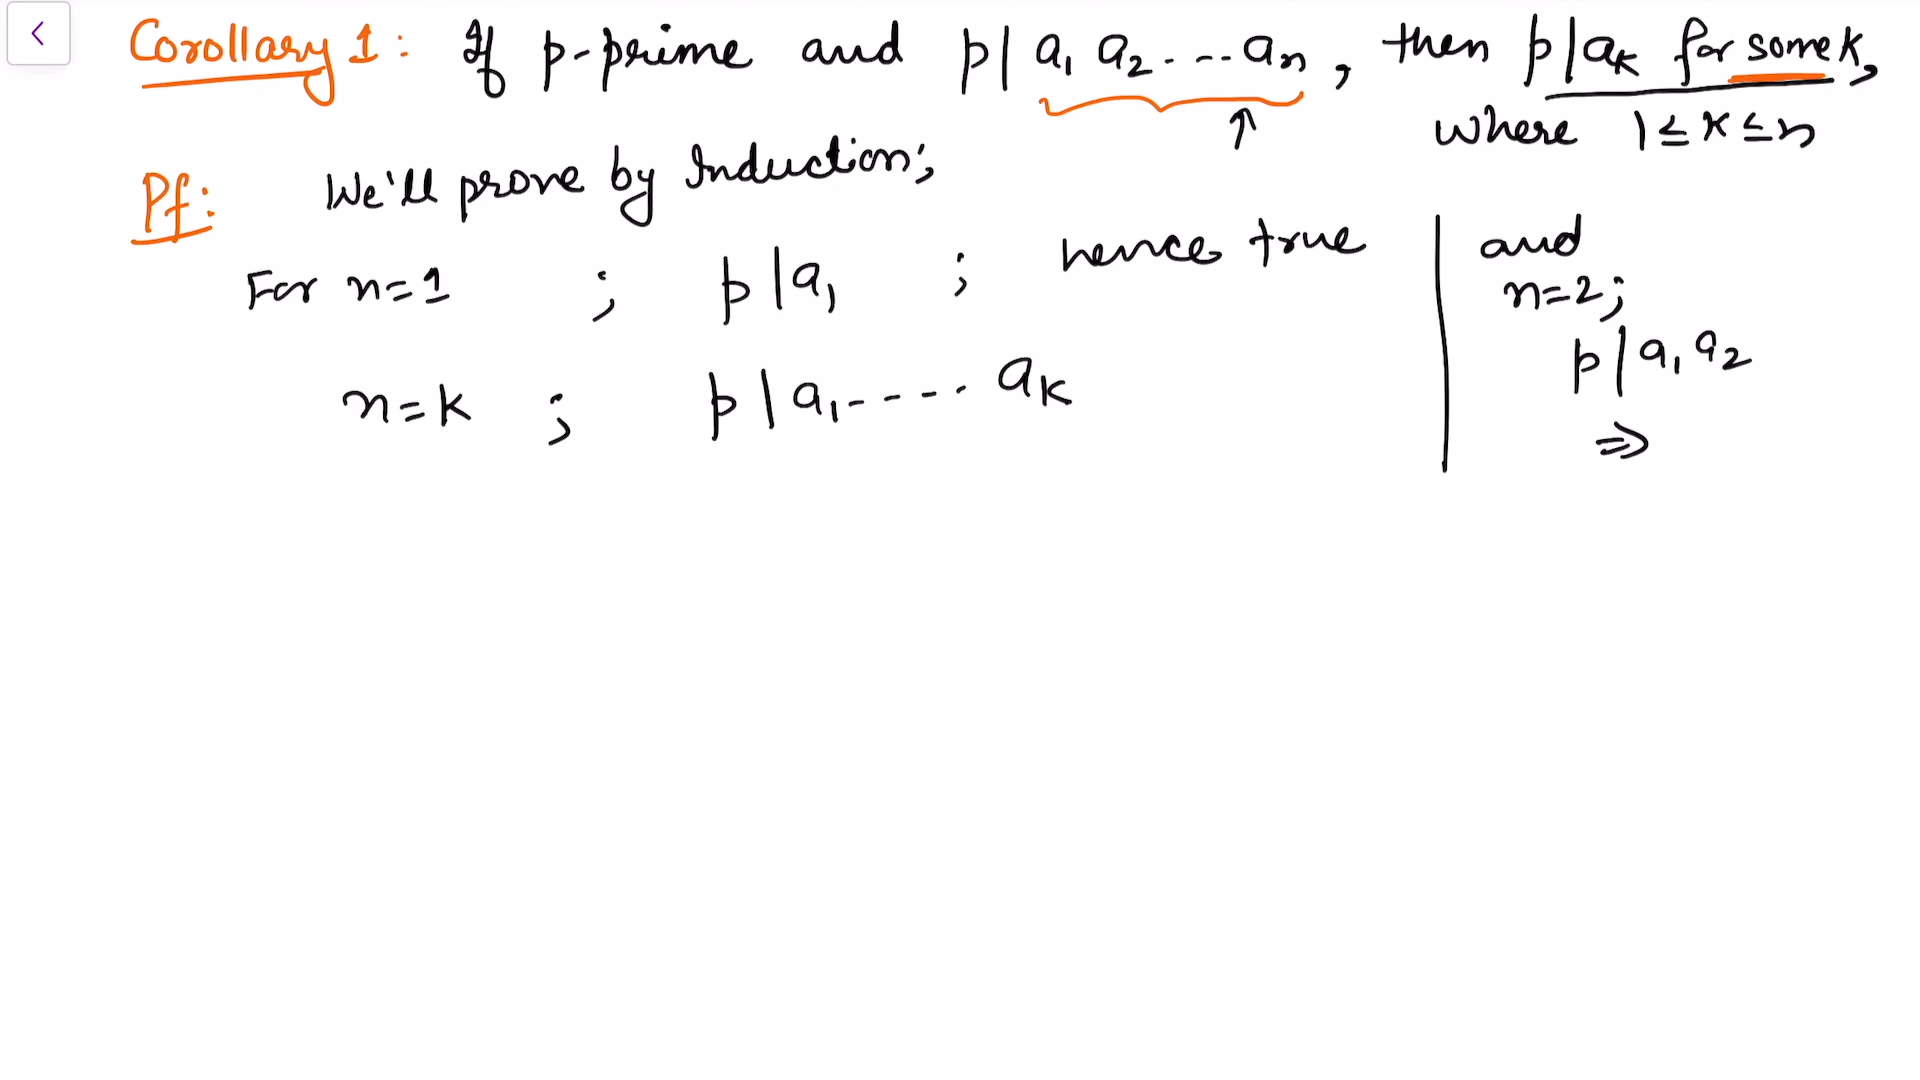 Corollary 1: If p-prime and p| a₁ a₂.... aₙ, then p|aₖ for some k,
where 1≤K≤n
Pf: We'll prove by Induction;
For n=1 ; p|a₁ ; hence true
n=k ; p|a₁----. aₖ
and
n=2;
p|a₁ a₂
⇒